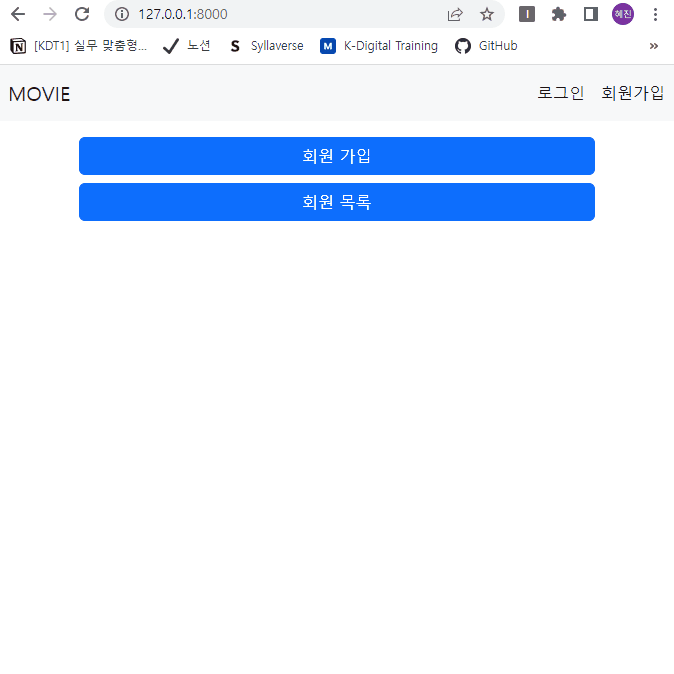 127.0.0.1:8000
I
혜진
[KDT1] 실무 맞춤형... 노션 S Syllaverse M K-Digital Training GitHub »
MOVIE 로그인 회원가입
회원 가입
회원 목록